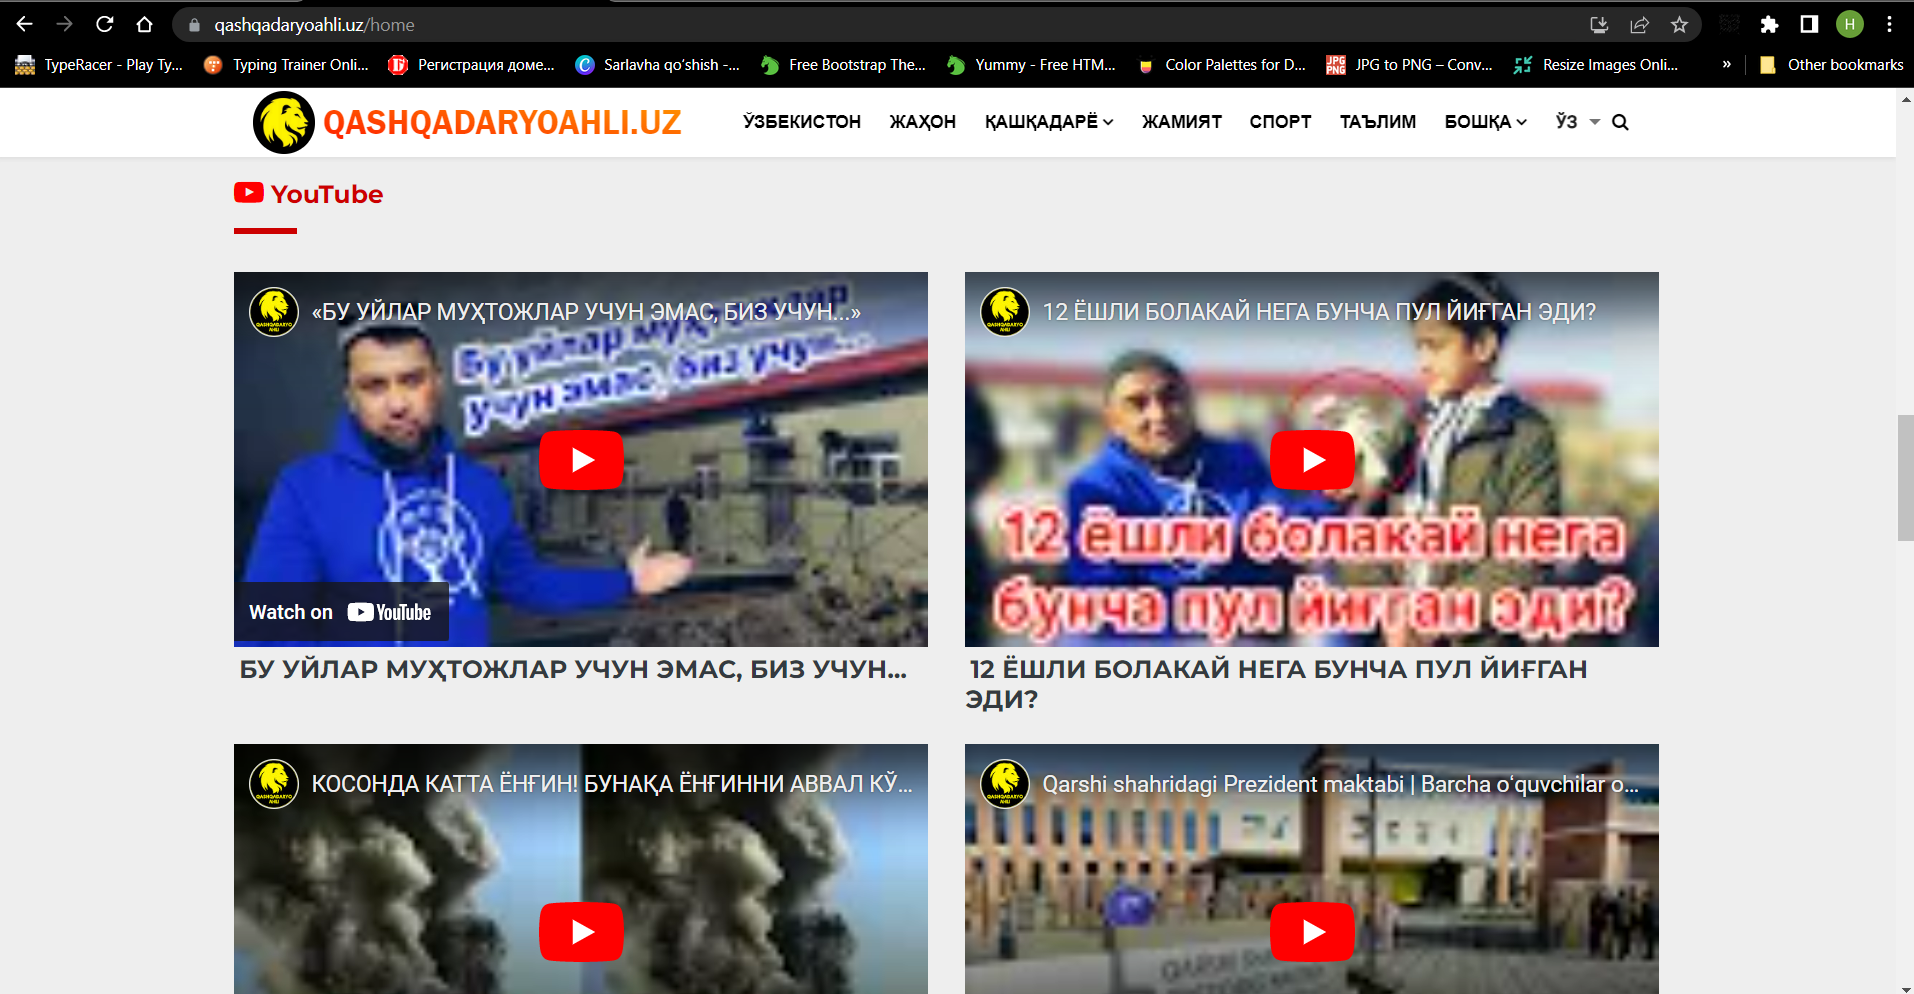 qashqadaryoahli.uz/home
H
TypeRacer - Play Ty...
Typing Trainer Onli...
Регистрация доме...
Sarlavha qo'shish -...
Free Bootstrap The...
Yummy - Free HTM...
Color Palettes for D...
JPG to PNG – Conv...
Resize Images Onli...
»
Other bookmarks
QASHQADARYOAHLI.UZ
ЎЗБЕКИСТОН
ЖАҲОН
ҚАШҚАДАРЁ
ЖАМИЯТ
СПОРТ
ТАЪЛИМ
БОШҚА
ЎЗ
YouTube
«БУ УЙЛАР МУҲТОЖЛАР УЧУН ЭМАС, БИЗ УЧУН...»
Бу уйлар
учун эмас, биз учун...
Watch on YouTube
БУ УЙЛАР МУҲТОЖЛАР УЧУН ЭМАС, БИЗ УЧУН...
12 ЁШЛИ БОЛАКАЙ НЕГА БУНЧА ПУЛ ЙИҒГАН ЭДИ?
12 ёшли болакай нега
бунча пул йиғган эди?
12 ЁШЛИ БОЛАКАЙ НЕГА БУНЧА ПУЛ ЙИҒГАН
ЭДИ?
КОСОНДА КАТТА ЁНҒИН! БУНАҚА ЁНҒИННИ АВВАЛ КЎ...
Qarshi shahridagi Prezident maktabi | Barcha oʻquvchilar o...